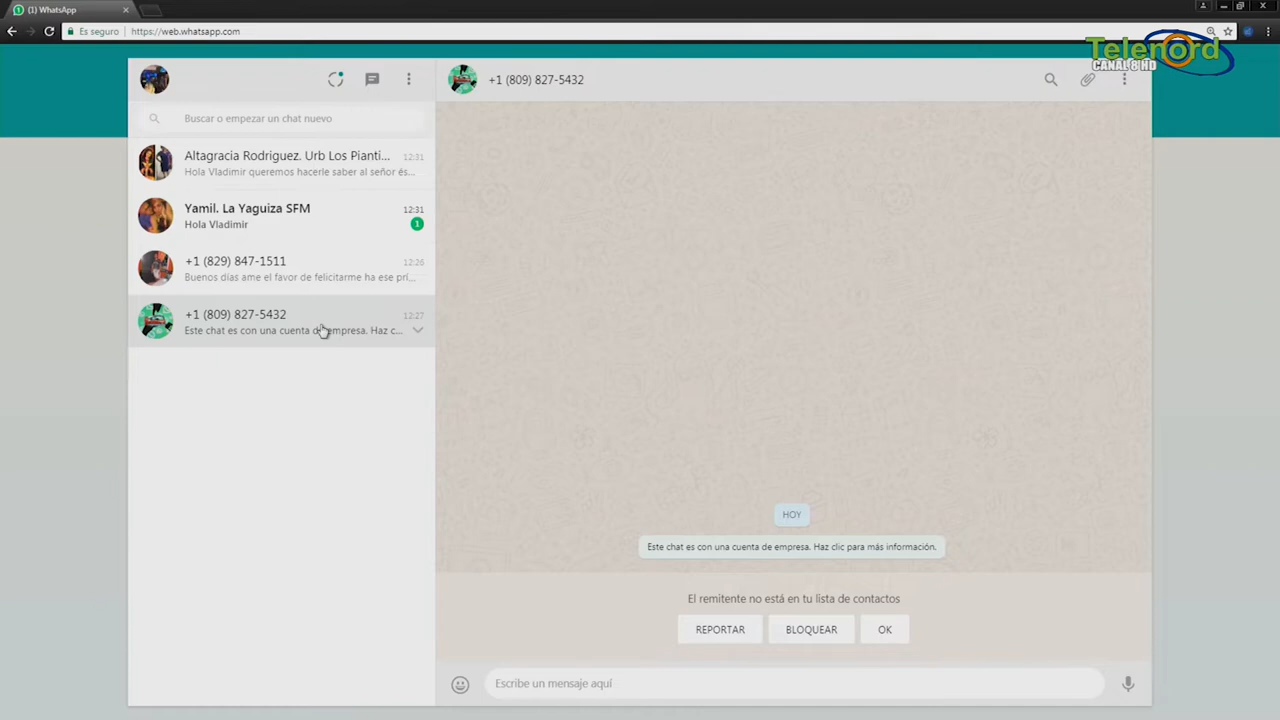 (1) WhatsApp
Es seguro
https://web.whatsapp.com
Telenord
CANAL 8 HD
+1 (809) 827-5432
Buscar o empezar un chat nuevo
Altagracia Rodriguez. Urb Los Pianti...
12:31
Hola Vladimir queremos hacerle saber al señor és...
Yamil. La Yaguiza SFM
12:31
Hola Vladimir
1
+1 (829) 847-1511
12:26
Buenos días ame el favor de felicitarme ha ese pri...
+1 (809) 827-5432
12:27
Este chat es con una cuenta de empresa. Haz c...
HOY
Este chat es con una cuenta de empresa. Haz clic para más información.
El remitente no está en tu lista de contactos
REPORTAR
BLOQUEAR
OK
Escribe un mensaje aquí